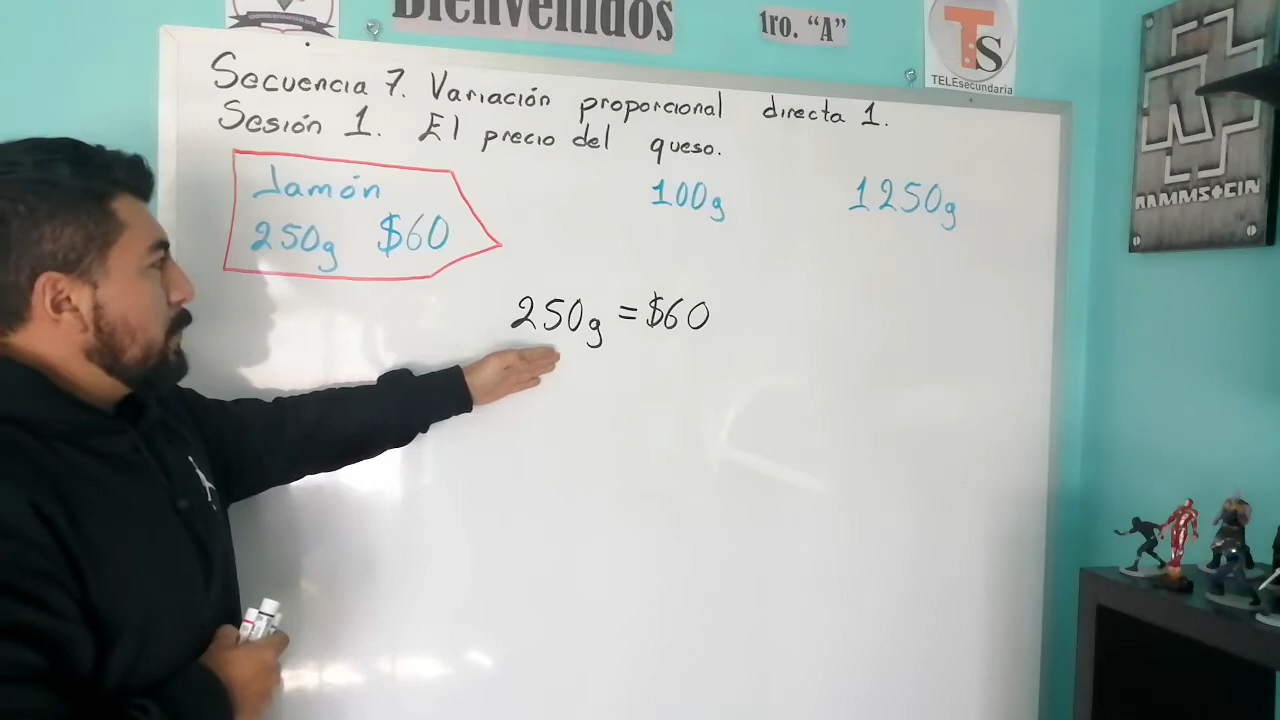 Bienvenidos
1ro. “A”
TS
TELEsecundaria
RAMMSTEIN
Secuencia 7. Variación proporcional directa 1.
Sesión 1. El precio del queso.
Jamón
250g $60
100g
1250g
250g = $60